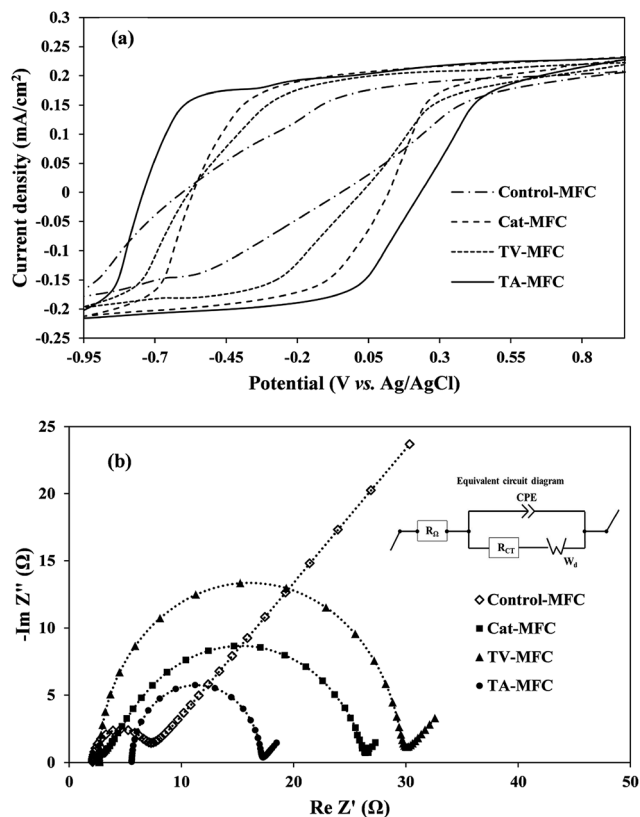 (a)
Current density (mA/cm²)
0.3
0.25
0.2
0.15
0.1
0.05
0
-0.05
-0.1
-0.15
-0.2
-0.25
Control-MFC
Cat-MFC
TV-MFC
TA-MFC
-0.95 -0.7 -0.45 -0.2 0.05 0.3 0.55 0.8
Potential (V vs. Ag/AgCl)
(b)
-Im Z'' (Ω)
25
20
15
10
5
0
Equivalent circuit diagram
CPE
R_Ω
R_CT
W_d
Control-MFC
Cat-MFC
TV-MFC
TA-MFC
0 10 20 30 40 50
Re Z' (Ω)